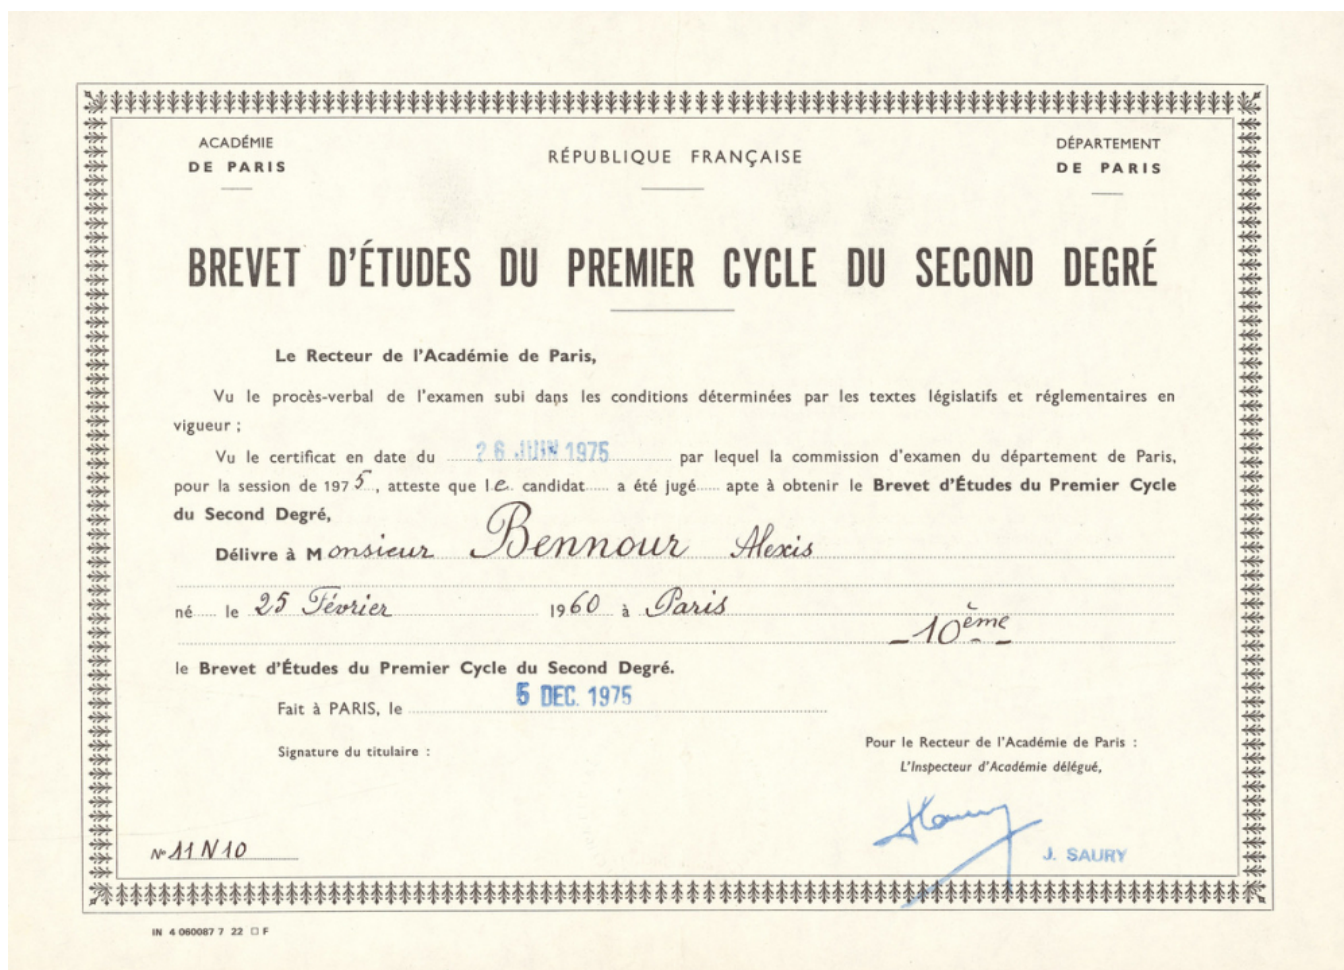 ACADÉMIE
DE PARIS
RÉPUBLIQUE FRANÇAISE
DÉPARTEMENT
DE PARIS
BREVET D'ÉTUDES DU PREMIER CYCLE DU SECOND DEGRÉ
Le Recteur de l'Académie de Paris,
Vu le procès-verbal de l'examen subi dans les conditions déterminées par les textes législatifs et réglementaires en
vigueur ;
Vu le certificat en date du 26 JUIN 1975 par lequel la commission d'examen du département de Paris,
pour la session de 1975, atteste que le candidat a été jugé apte à obtenir le Brevet d'Études du Premier Cycle
du Second Degré,
Délivre à Monsieur Bennour Alexis
né le 25 Février 1960 à Paris
10ème
le Brevet d'Études du Premier Cycle du Second Degré.
Fait à PARIS, le 5 DEC. 1975
Signature du titulaire :
Pour le Recteur de l'Académie de Paris :
L'Inspecteur d'Académie délégué,
J. SAURY
N° 11 N 10
IN 4 060087 7 22 □ F